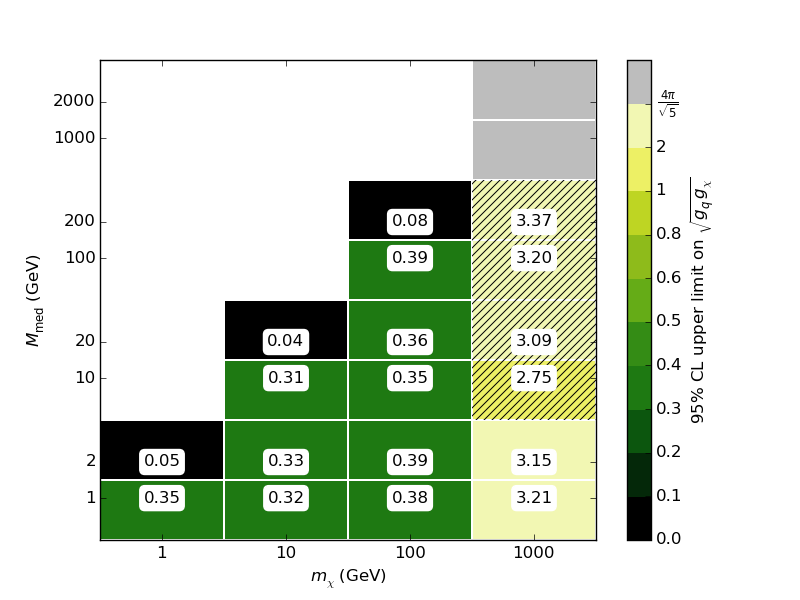 2000
1000
200
100
20
10
2
1
M_med (GeV)
0.08 3.37
0.39 3.20
0.04 0.36 3.09
0.31 0.35 2.75
0.05 0.33 0.39 3.15
0.35 0.32 0.38 3.21
1 10 100 1000
m_χ (GeV)
4π/√5
2
1
0.8
0.6
0.5
0.4
0.3
0.2
0.1
0.0
95% CL upper limit on √g_q g_χ